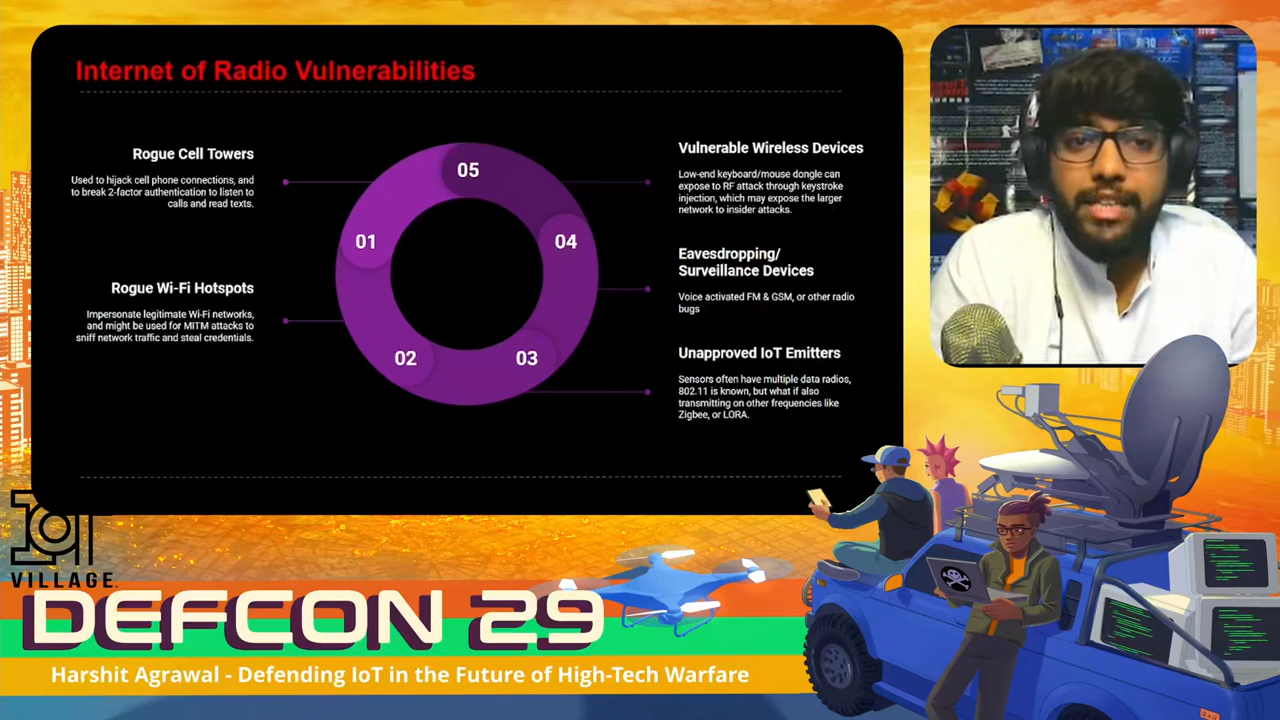 Internet of Radio Vulnerabilities
Rogue Cell Towers
Used to hijack cell phone connections, and
to break 2-factor authentication to listen to
calls and read texts.
Rogue Wi-Fi Hotspots
Impersonate legitimate Wi-Fi networks,
and might be used for MITM attacks to
sniff network traffic and steal credentials.
05
01
04
02
03
Vulnerable Wireless Devices
Low-end keyboard/mouse dongle can
expose to RF attack through keystroke
injection, which may expose the larger
network to insider attacks.
Eavesdropping/
Surveillance Devices
Voice activated FM & GSM, or other radio
bugs
Unapproved IoT Emitters
Sensors often have multiple data radios,
802.11 is known, but what if also
transmitting on other frequencies like
Zigbee, or LORA.
IOT
VILLAGE
DEFCON 29
Harshit Agrawal - Defending IoT in the Future of High-Tech Warfare